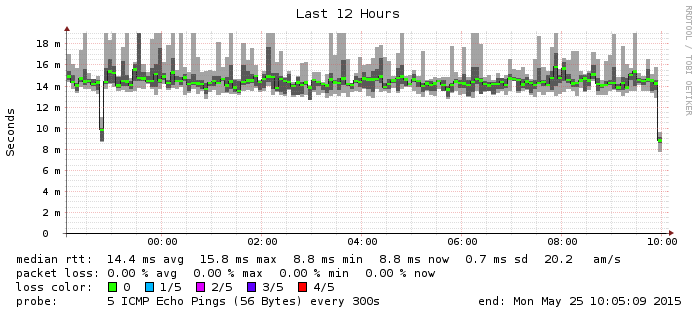 Last 12 Hours
RRDTOOL / TOBI OETIKER
Seconds
18 m
16 m
14 m
12 m
10 m
8 m
6 m
4 m
2 m
0
00:00 02:00 04:00 06:00 08:00 10:00
median rtt: 14.4 ms avg 15.8 ms max 8.8 ms min 8.8 ms now 0.7 ms sd 20.2 am/s
packet loss: 0.00 % avg 0.00 % max 0.00 % min 0.00 % now
loss color: 0 1/5 2/5 3/5 4/5
probe: 5 ICMP Echo Pings (56 Bytes) every 300s end: Mon May 25 10:05:09 2015